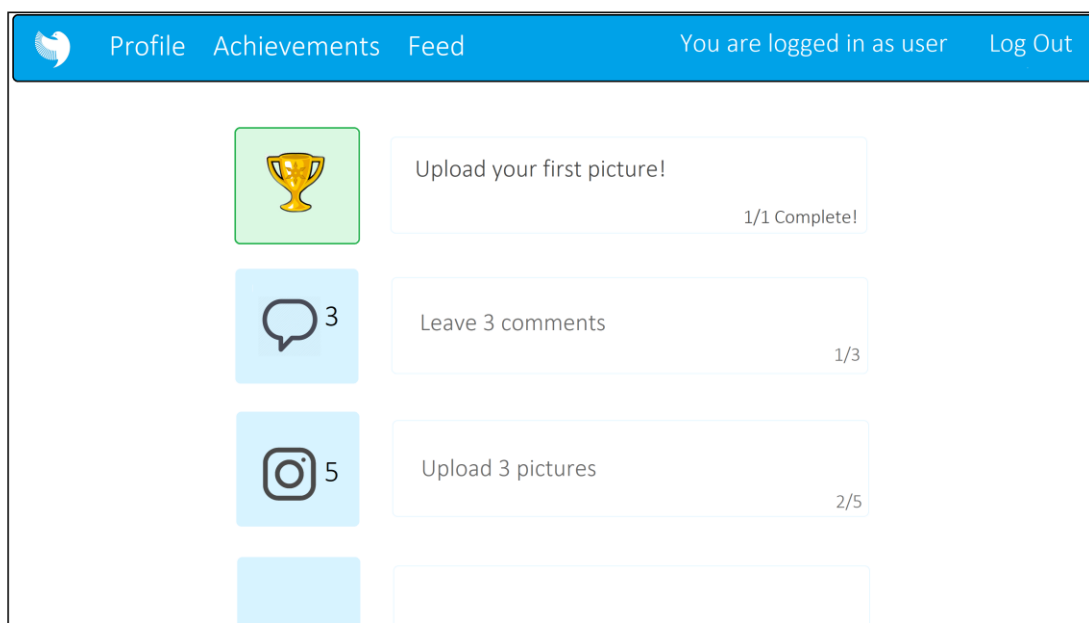 Profile Achievements Feed You are logged in as user Log Out
Upload your first picture!
1/1 Complete!
3
Leave 3 comments
1/3
5
Upload 3 pictures
2/5